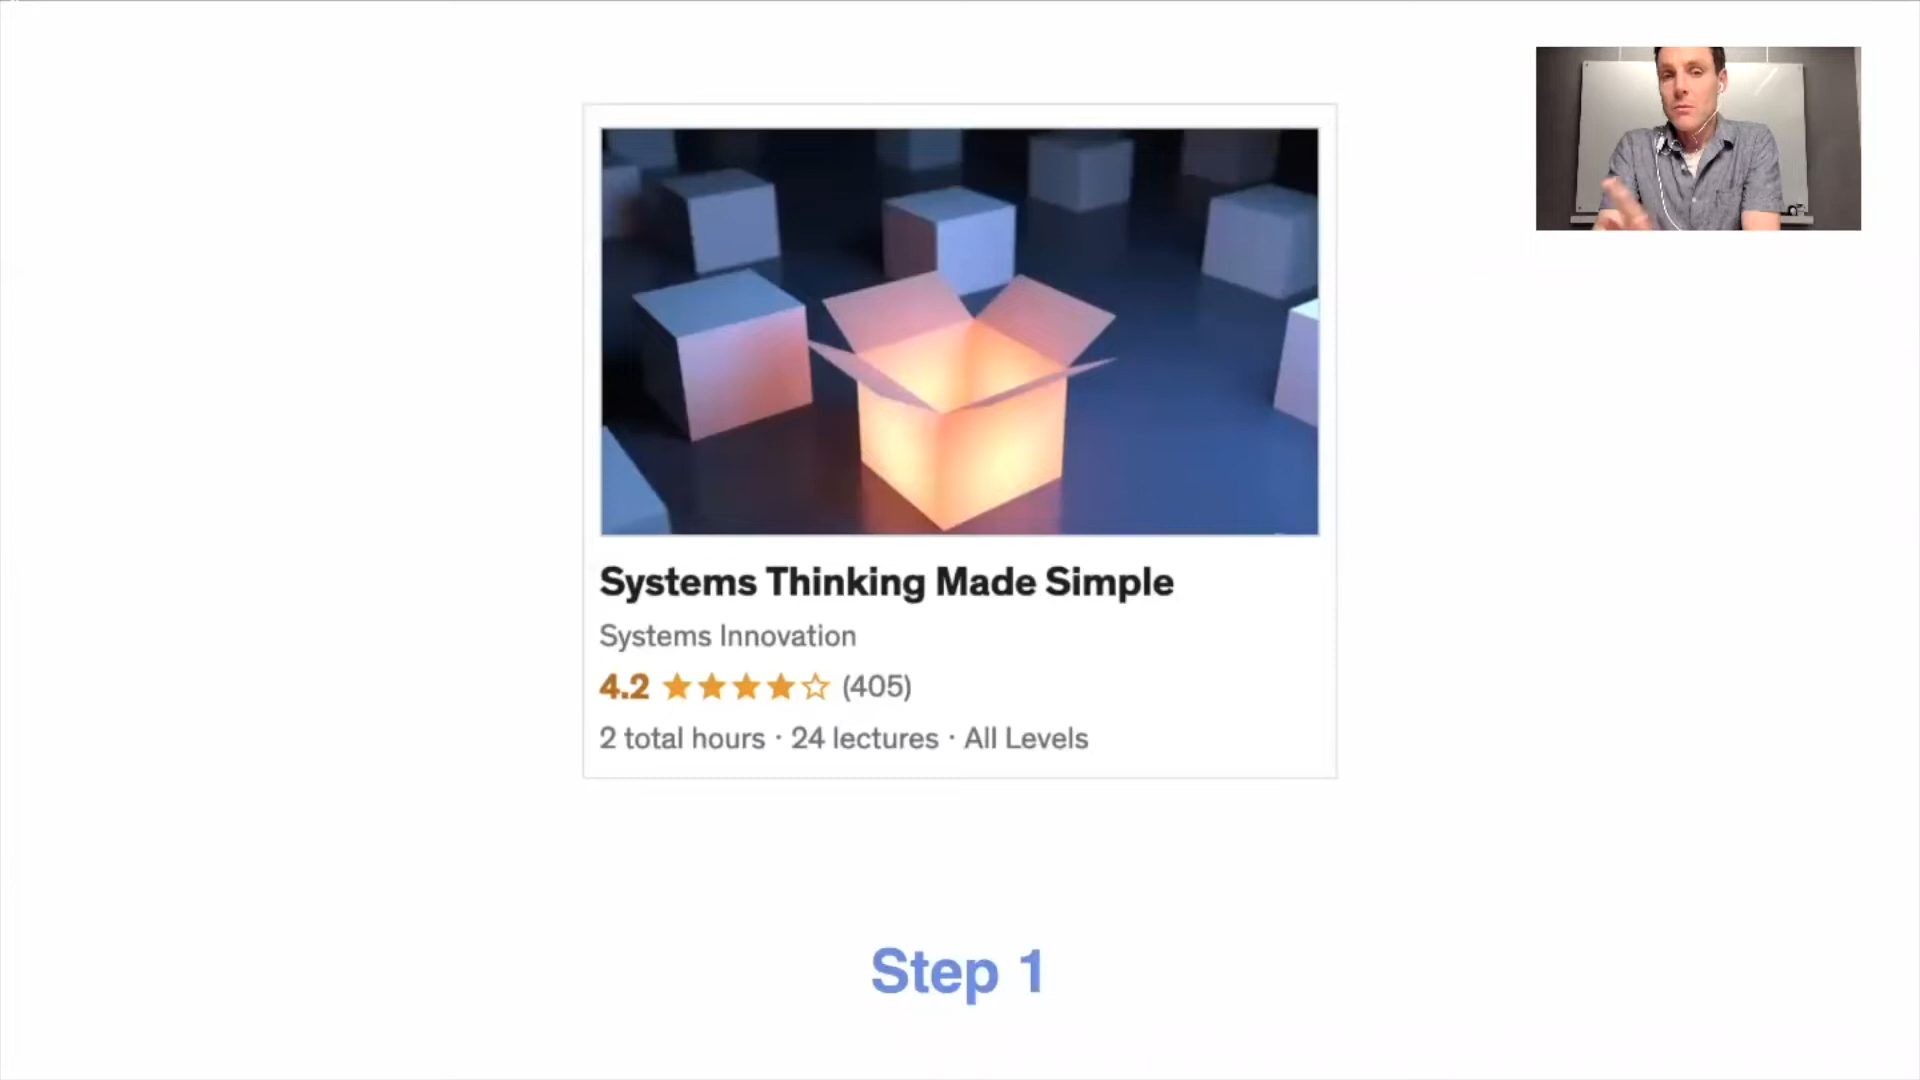 Systems Thinking Made Simple
Systems Innovation
4.2 (405)
2 total hours · 24 lectures · All Levels
Step 1